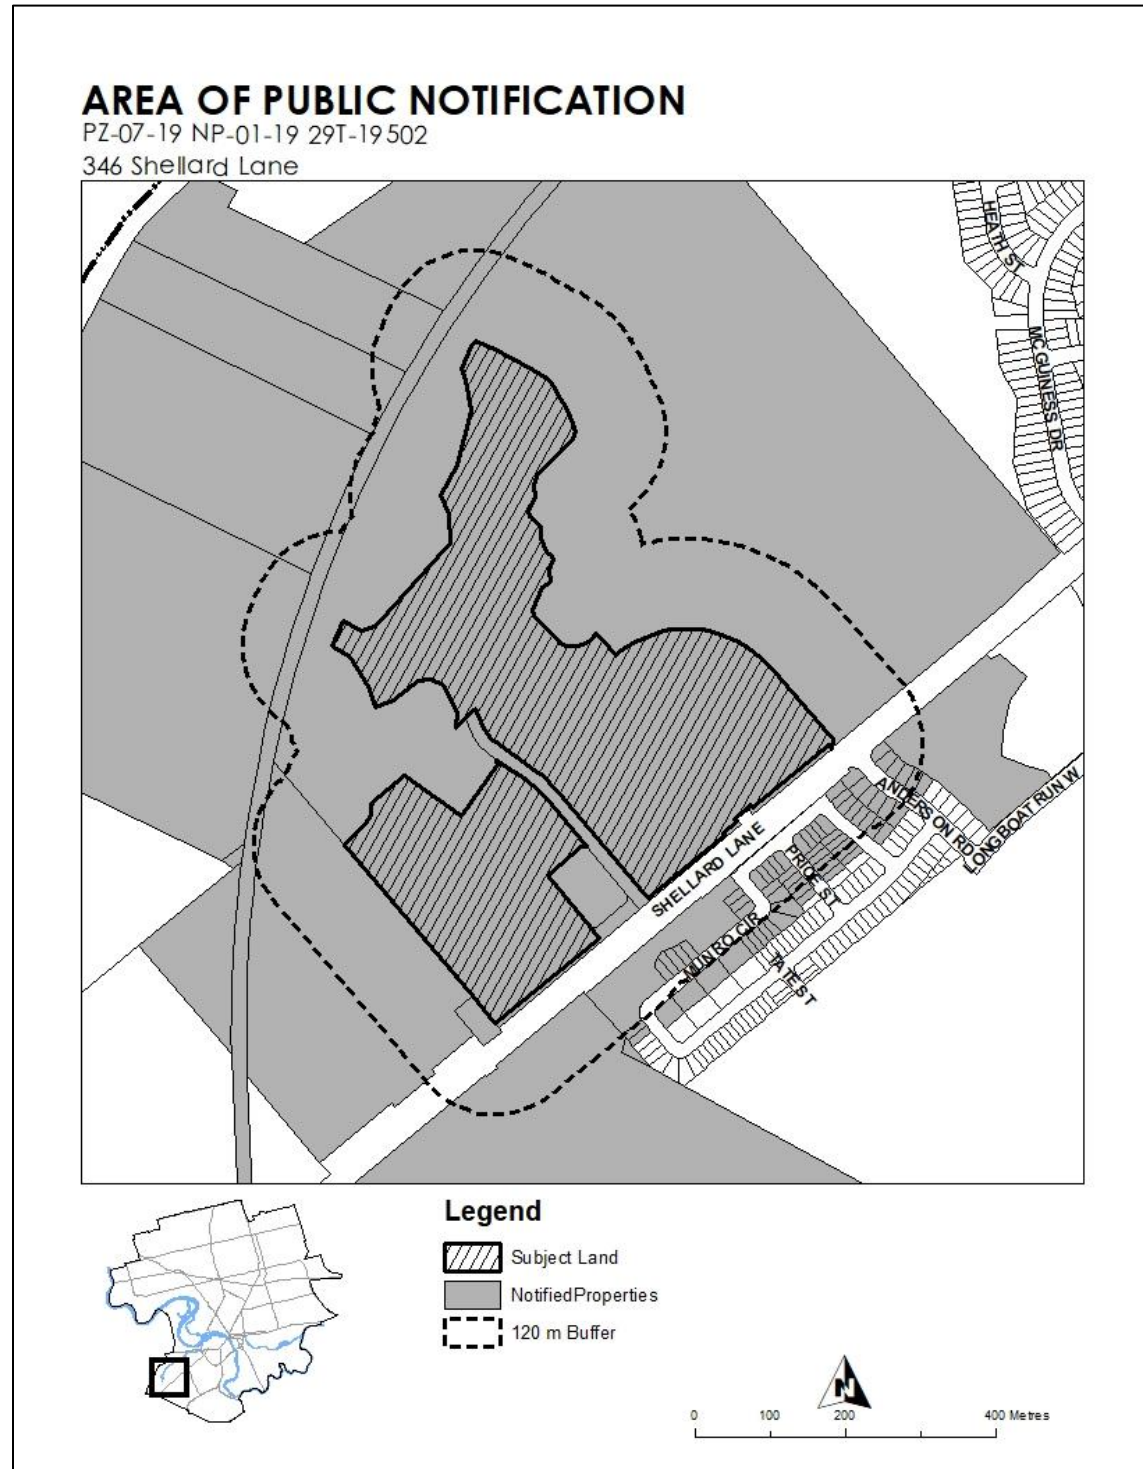 AREA OF PUBLIC NOTIFICATION
PZ-07-19 NP-01-19 29T-19502
346 Shellard Lane
HEATH ST
MCGUINESS DR
ANDERSON RD
LONGBOAT RUN W
SHELLARD LANE
PRICE ST
MUNRO CIR
TATE ST
Legend
Subject Land
Notified Properties
120 m Buffer
N
0 100 200 400 Metres